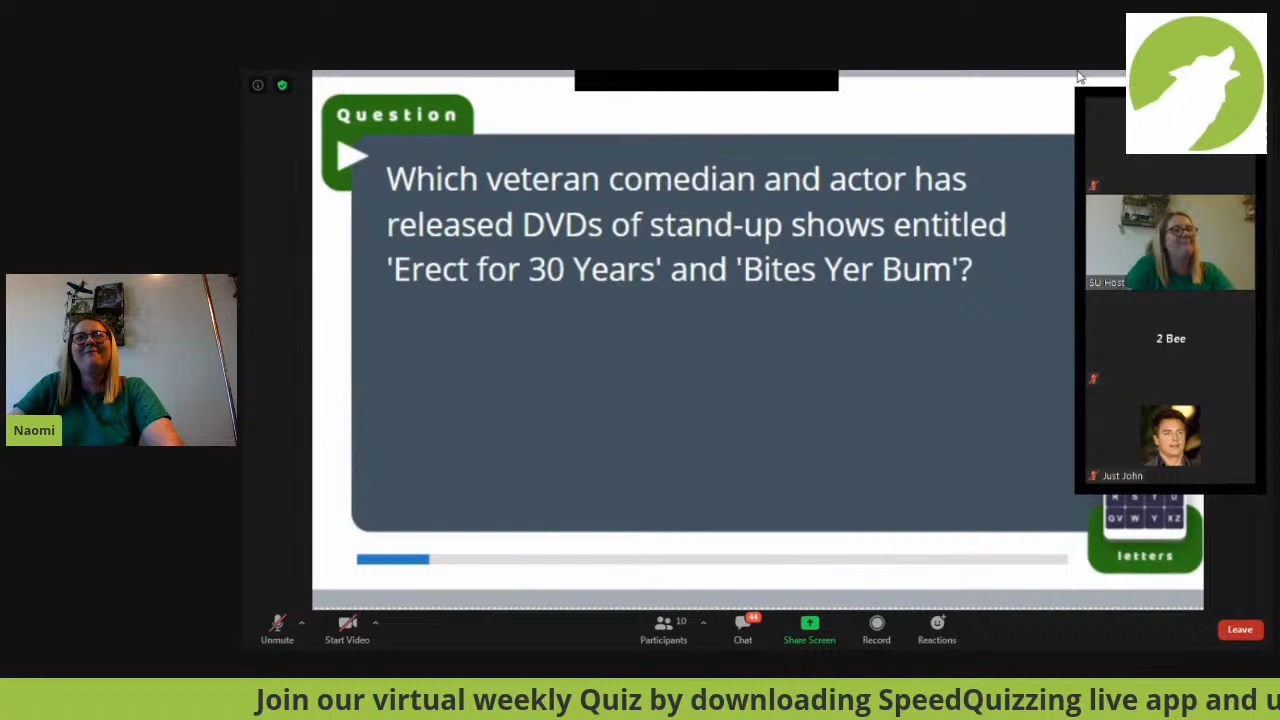 Question
Which veteran comedian and actor has
released DVDs of stand-up shows entitled
'Erect for 30 Years' and 'Bites Yer Bum'?
SU Host
2 Bee
Just John
Naomi
R S T U
QV W Y XZ
letters
Unmute
Start Video
10
Participants
44
Chat
Share Screen
Record
Reactions
Leave
Join our virtual weekly Quiz by downloading SpeedQuizzing live app and u